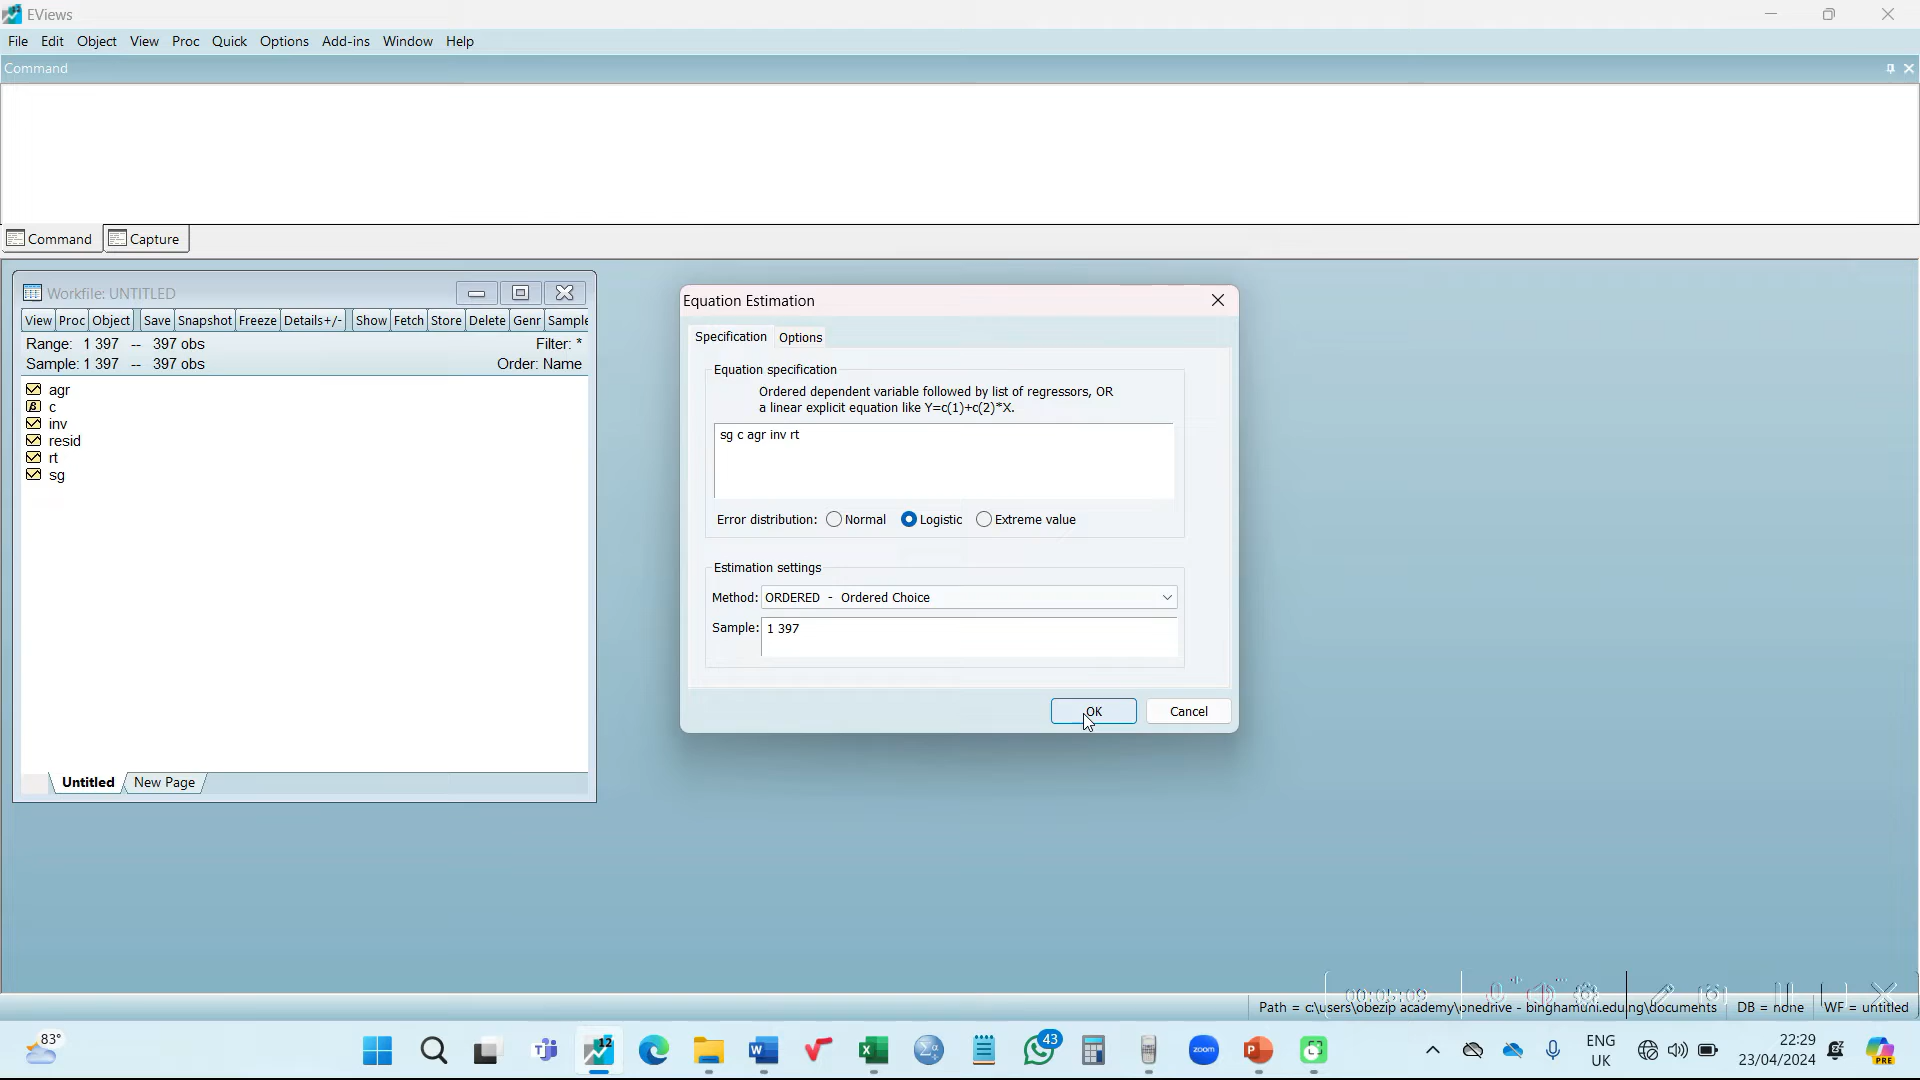 EViews
File Edit Object View Proc Quick Options Add-ins Window Help
Command
Command Capture
Workfile: UNTITLED
View Proc Object Save Snapshot Freeze Details+/- Show Fetch Store Delete Genr Sample
Range: 1 397 -- 397 obs Filter: *
Sample: 1 397 -- 397 obs Order: Name
agr
β c
inv
resid
rt
sg
Untitled New Page
Equation Estimation
Specification Options
Equation specification
Ordered dependent variable followed by list of regressors, OR
a linear explicit equation like Y=c(1)+c(2)*X.
sg c agr inv rt
Error distribution: Normal Logistic Extreme value
Estimation settings
Method: ORDERED - Ordered Choice
Sample: 1 397
OK Cancel
00:05:09
Path = c:\users\obezip academy\onedrive - binghamuni.edu.ng\documents DB = none WF = untitled
83°
12
43
zoom
ENG
UK
22:29
23/04/2024
PRE